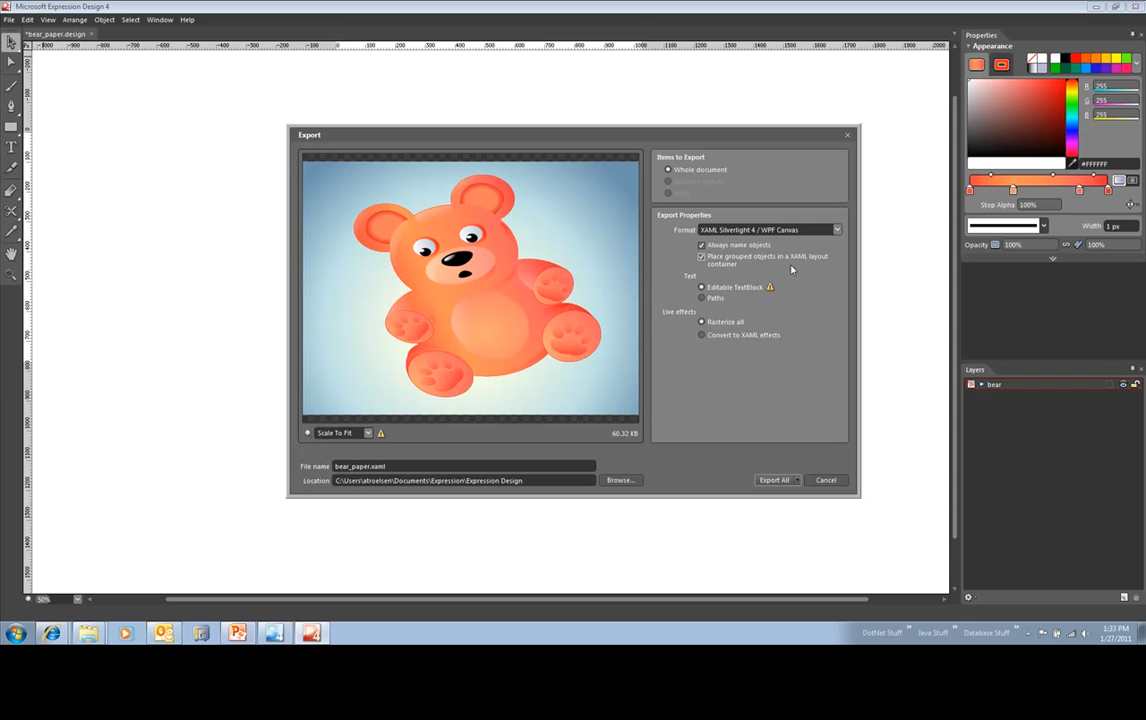 Microsoft Expression Design 4
File Edit View Arrange Object Select Window Help
*bear_paper.design
Properties
Appearance
R 255
G 255
B 255
#FFFFFF
Stop Alpha 100%
Width 1 px
Opacity 100% 100%
Export
Items to Export
Whole document
Export Properties
Format XAML Silverlight 4 / WPF Canvas
Always name objects
Place grouped objects in a XAML layout
container
Text
Editable TextBlock
Paths
Live effects
Rasterize all
Convert to XAML effects
Scale To Fit
60.32 KB
File name bear_paper.xaml
Location C:\Users\atroelsen\Documents\Expression\Expression Design
Browse...
Export All
Cancel
Layers
bear
50%
DotNet Stuff » Java Stuff » Database Stuff »
1:33 PM
1/27/2011